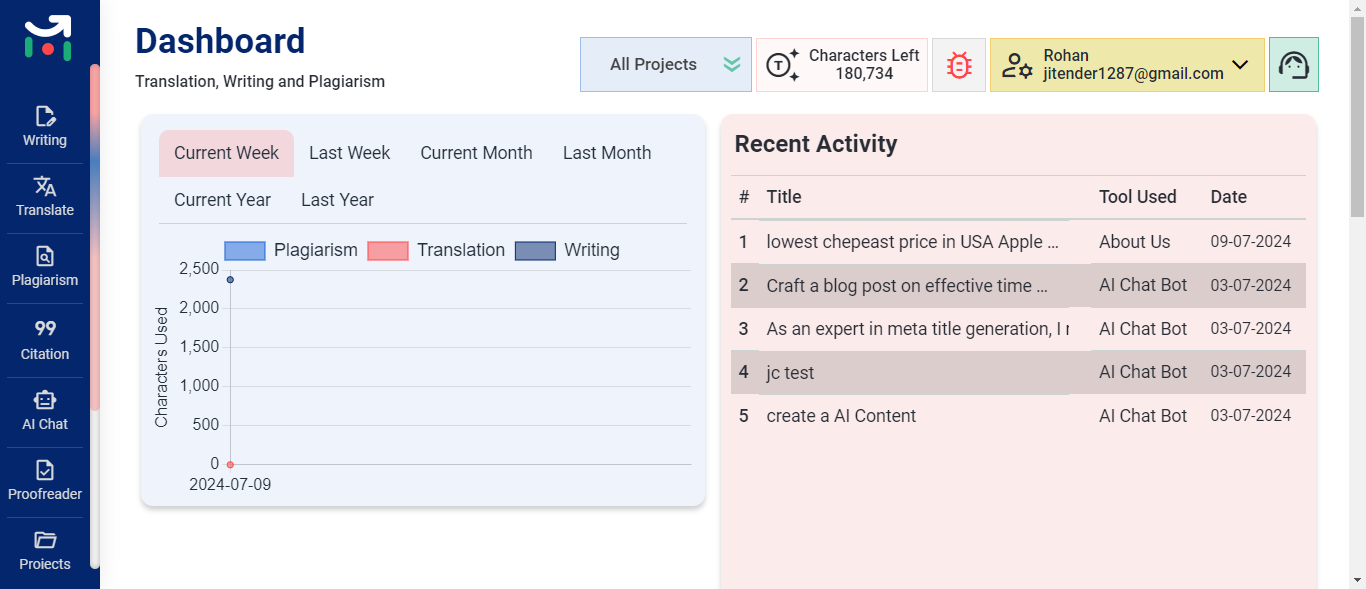 Dashboard
Translation, Writing and Plagiarism
All Projects
T
Characters Left
180,734
Rohan
jitender1287@gmail.com
Writing
Translate
Plagiarism
99
Citation
AI Chat
Proofreader
Projects
Current Week Last Week Current Month Last Month
Current Year Last Year
Plagiarism Translation Writing
Characters Used
2,500
2,000
1,500
1,000
500
0
2024-07-09
Recent Activity
# Title Tool Used Date
1 lowest chepeast price in USA Apple ... About Us 09-07-2024
2 Craft a blog post on effective time ... AI Chat Bot 03-07-2024
3 As an expert in meta title generation, I AI Chat Bot 03-07-2024
4 jc test AI Chat Bot 03-07-2024
5 create a AI Content AI Chat Bot 03-07-2024